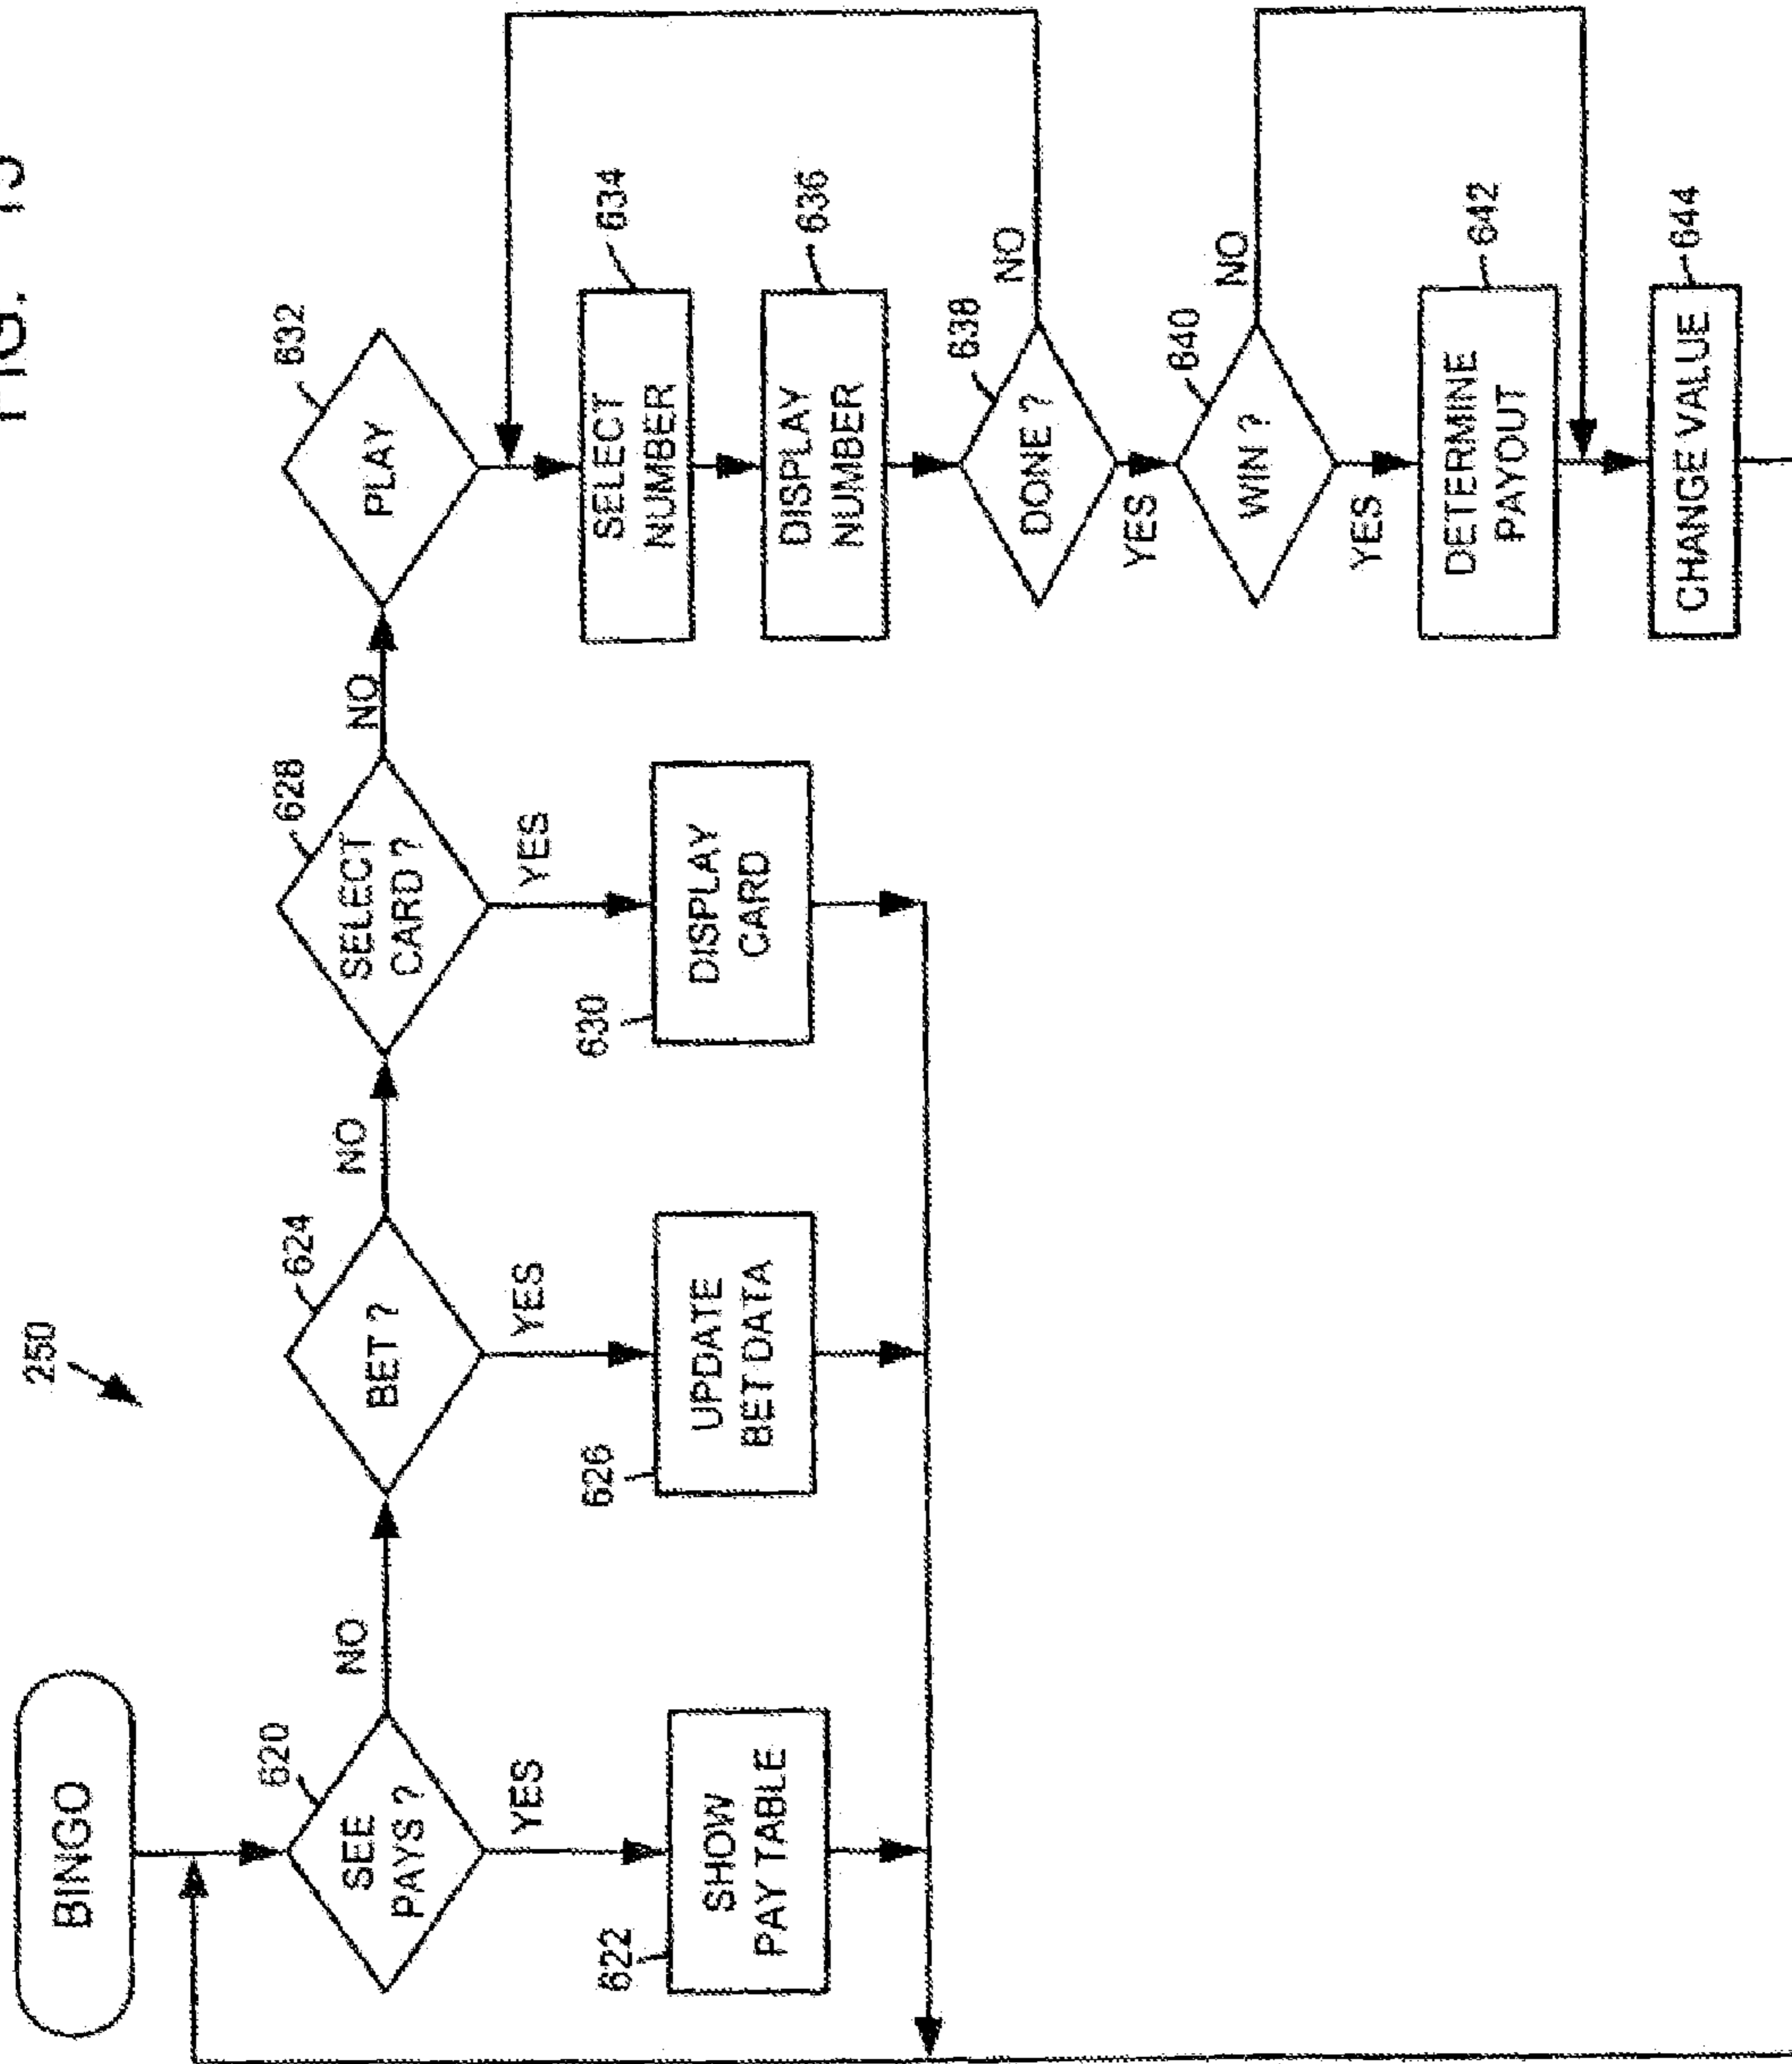 FIG.
250
BINGO
620
SEE
PAYS ?
NO
YES
622
SHOW
PAY TABLE
624
BET ?
NO
YES
626
UPDATE
BET DATA
628
SELECT
CARD ?
NO
YES
630
DISPLAY
CARD
632
PLAY
634
SELECT
NUMBER
636
DISPLAY
NUMBER
638
DONE ?
NO
YES
640
WIN ?
NO
YES
642
DETERMINE
PAYOUT
644
CHANGE VALUE